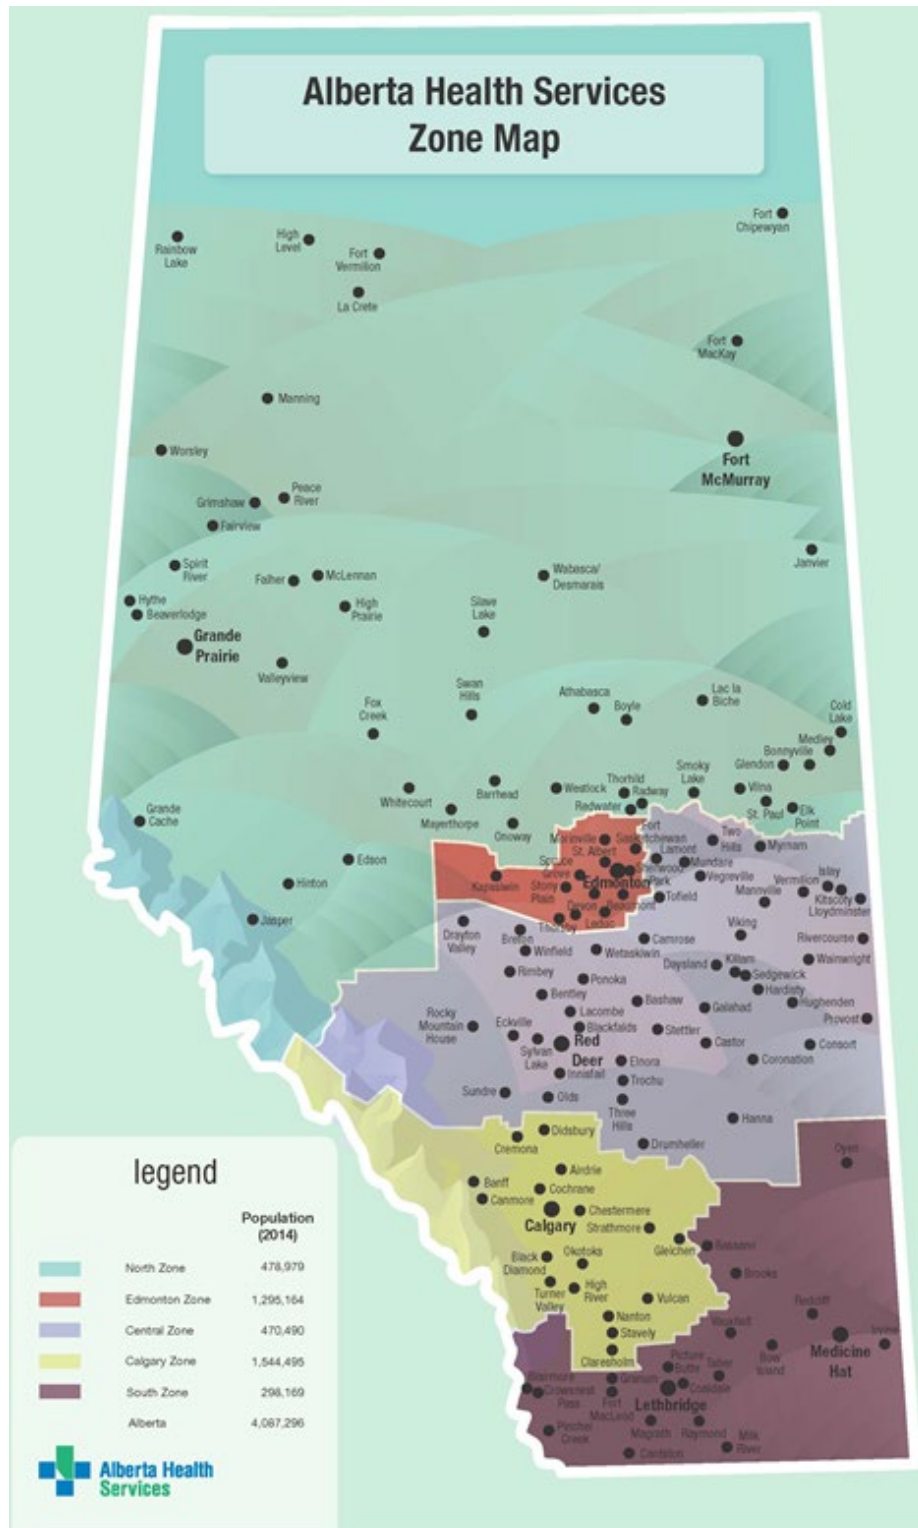 Alberta Health Services
Zone Map
Fort
Chipewyan
Rainbow
Lake
High
Level
Fort
Vermilion
La Crete
Fort
MacKay
Manning
Worsley
Fort
McMurray
Peace
River
Grimshaw
Fairview
Janvier
Spirit
River
Falher
McLennan
Wabasca/
Desmarais
Hythe
Beaverlodge
High
Prairie
Slave
Lake
Grande
Prairie
Valleyview
Swan
Hills
Fox
Creek
Athabasca
Boyle
Lac la
Biche
Cold
Lake
Medley
Bonnyville
Glendon
Smoky
Lake
Whitecourt
Barrhead
Westlock
Thorhild
Radway
Redwater
Vilna
St. Paul
Elk
Point
Grande
Cache
Mayerthorpe
Onoway
Morinville
Fort
Saskatchewan
Two
Hills
Myrnam
St. Albert
Lamont
Mundare
Edson
Spruce
Grove
Sherwood
Park
Vegreville
Hinton
Kapasiwin
Stony
Plain
Edmonton
Tofield
Mannville
Vermilion
Islay
Kitscoty
Lloydminster
Jasper
Devon
Beaumont
Thorsby
Leduc
Drayton
Valley
Breton
Winfield
Wetaskiwin
Camrose
Viking
Rivercourse
Wainwright
Daysland
Killam
Sedgewick
Hardisty
Hughenden
Rimbey
Ponoka
Bentley
Bashaw
Galahad
Provost
Rocky
Mountain
House
Eckville
Lacombe
Blackfalds
Stettler
Castor
Consort
Coronation
Sylvan
Lake
Red
Deer
Elnora
Innisfail
Trochu
Sundre
Olds
Three
Hills
Hanna
Didsbury
Cremona
Drumheller
Oyen
Airdrie
Banff
Canmore
Cochrane
Calgary
Chestermere
Strathmore
Gleichen
Bassano
Black
Diamond
Okotoks
Brooks
Turner
Valley
High
River
Vulcan
Redcliff
Nanton
Stavely
Vauxhall
Medicine
Hat
Irvine
Claresholm
Picture
Butte
Taber
Bow
Island
Blairmore
Crowsnest
Pass
Granum
Fort
MacLeod
Coaldale
Lethbridge
Pincher
Creek
Magrath
Raymond
Milk
River
Cardston
legend
Population
(2014)
North Zone 478,979
Edmonton Zone 1,295,164
Central Zone 470,490
Calgary Zone 1,544,495
South Zone 298,169
Alberta 4,087,296
Alberta Health
Services